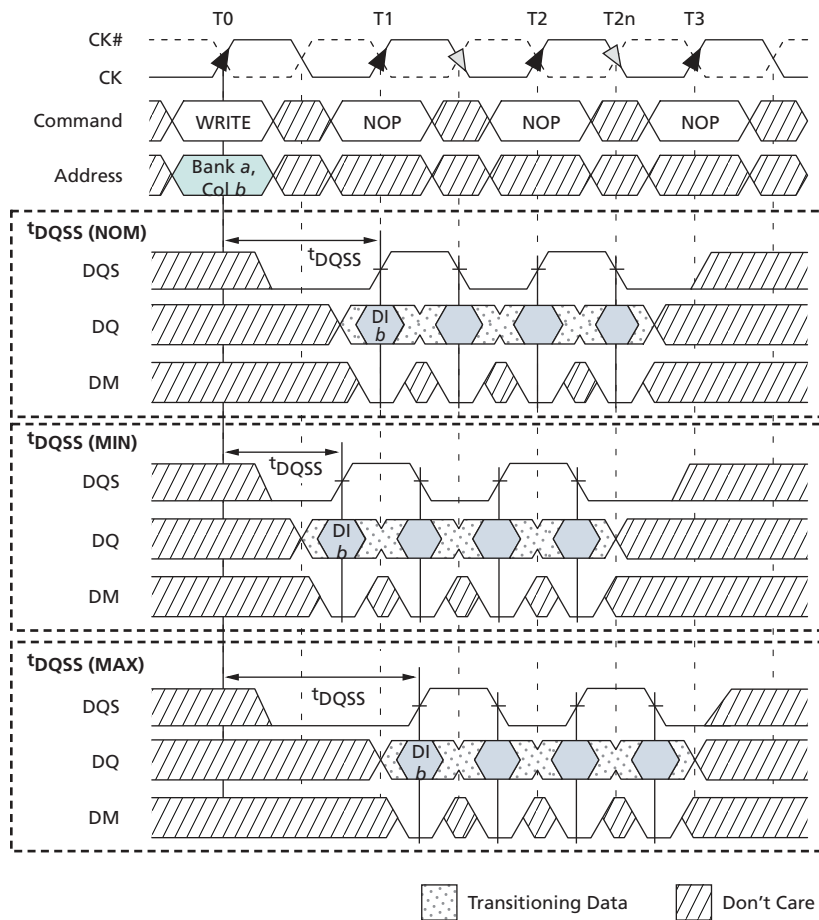 T0 T1 T2 T2n T3
CK#
CK
Command WRITE NOP NOP NOP
Address Bank a,
Col b
tDQSS (NOM)
tDQSS
DQS
DQ DI
b
DM
tDQSS (MIN)
tDQSS
DQS
DQ DI
b
DM
tDQSS (MAX)
tDQSS
DQS
DQ DI
b
DM
Transitioning Data Don't Care